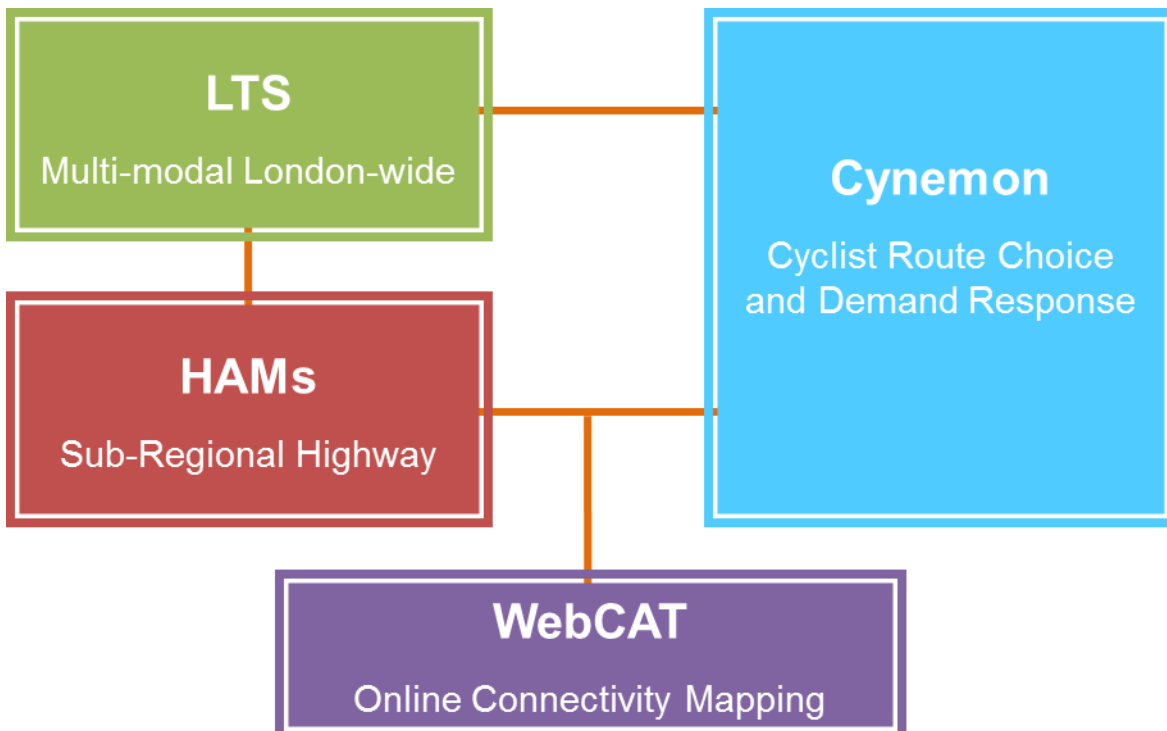 LTS
Multi-modal London-wide
Cynemon
Cyclist Route Choice
and Demand Response
HAMs
Sub-Regional Highway
WebCAT
Online Connectivity Mapping